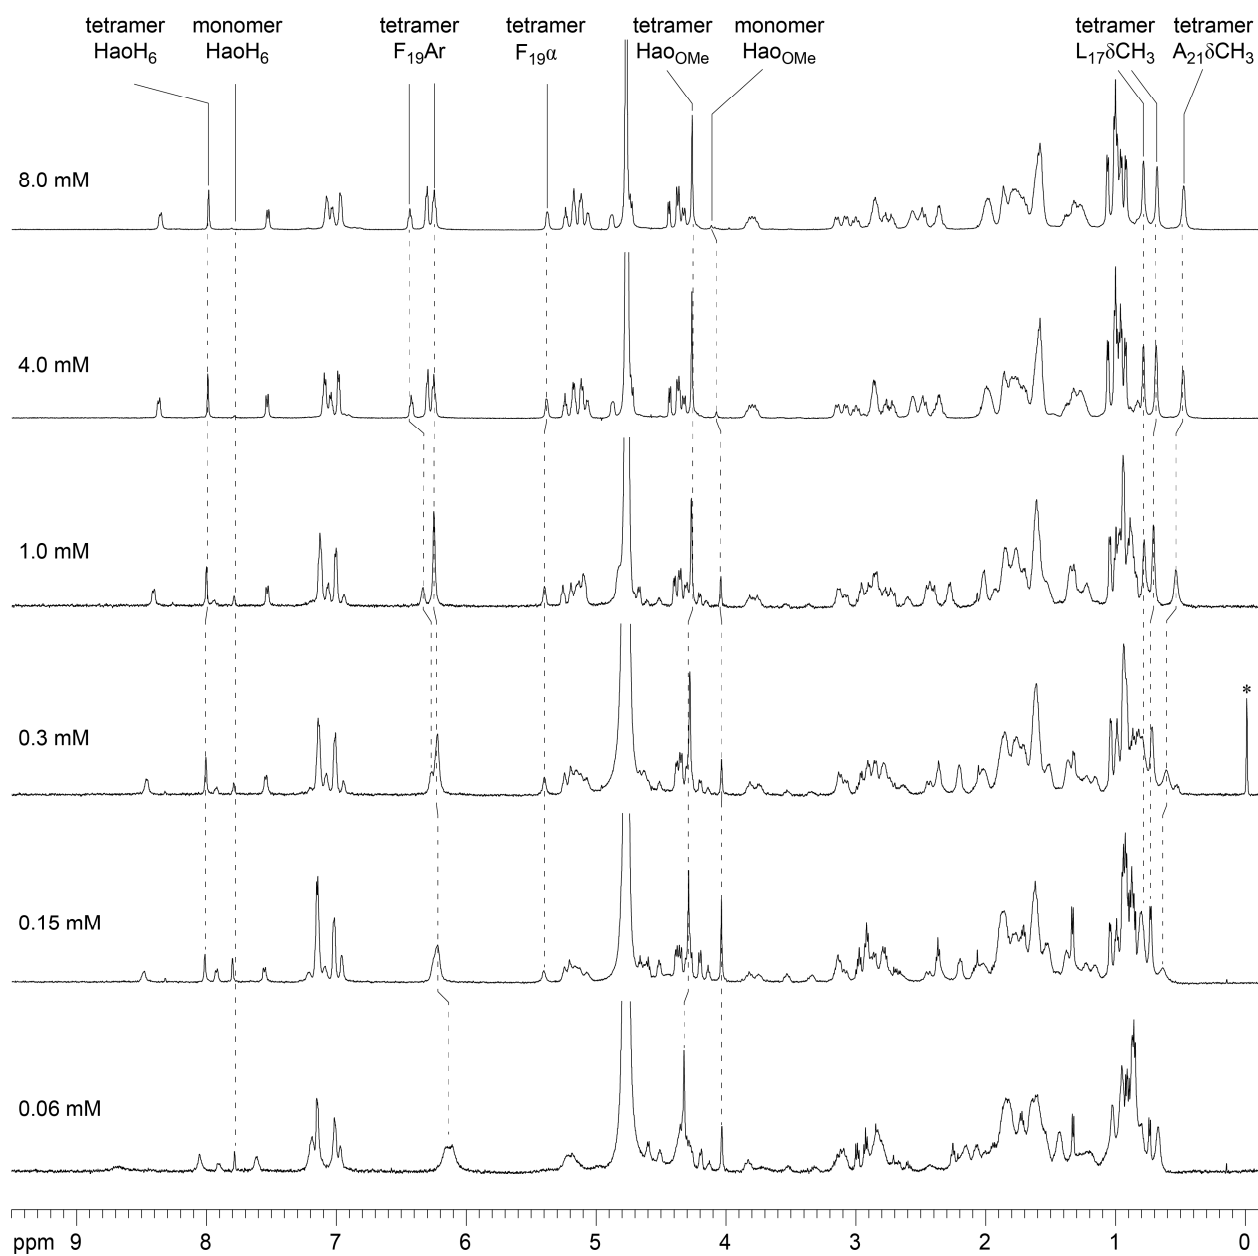 tetramer monomer tetramer tetramer tetramer monomer tetramer tetramer
HaoH6 HaoH6 F19Ar F19α HaoOMe HaoOMe L17δCH3 A21δCH3
8.0 mM
4.0 mM
1.0 mM
*
0.3 mM
0.15 mM
0.06 mM
ppm 9 8 7 6 5 4 3 2 1 0